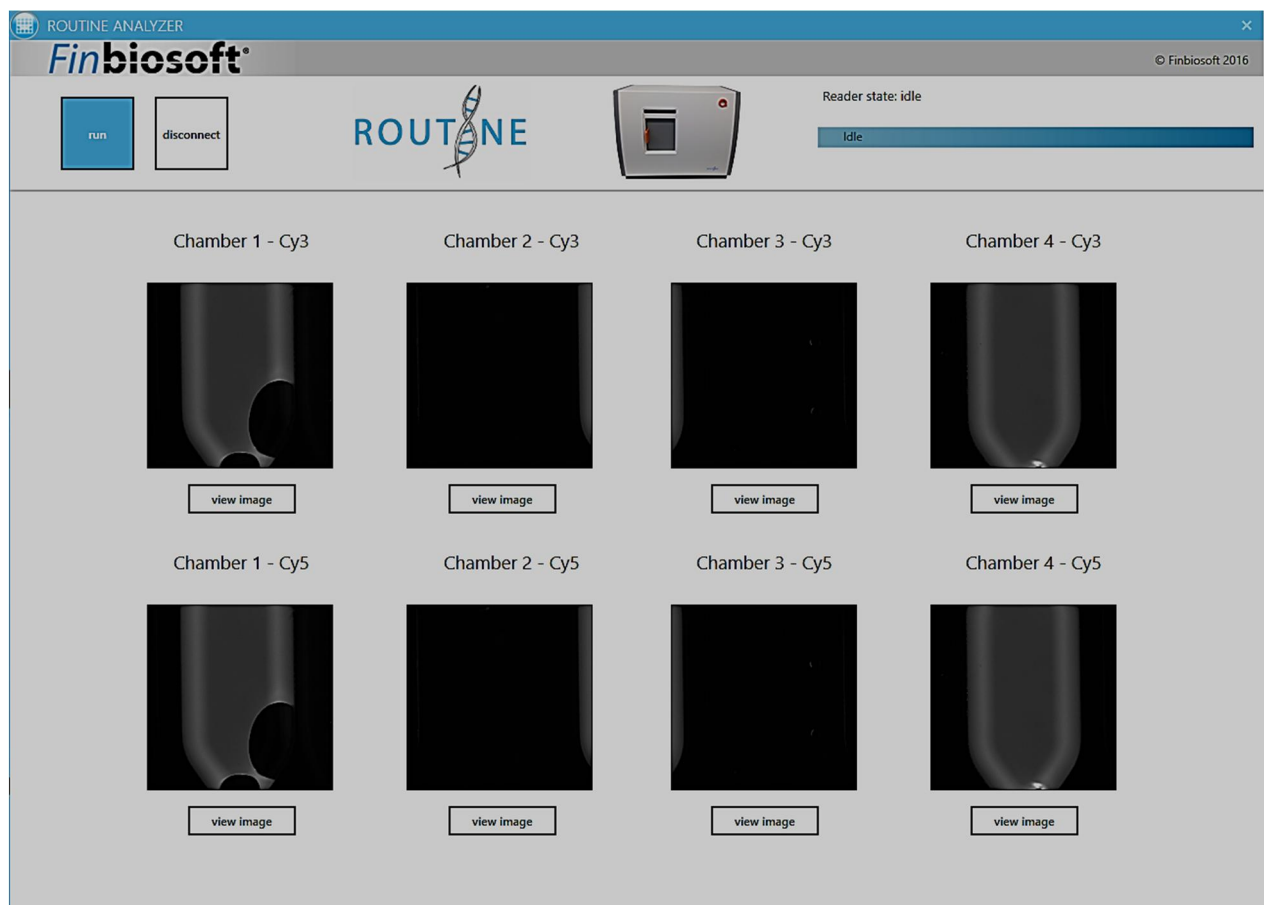 ROUTINE ANALYZER
×
Finbiosoft®
© Finbiosoft 2016
run
disconnect
ROUTINE
Reader state: idle
Idle
Chamber 1 - Cy3
Chamber 2 - Cy3
Chamber 3 - Cy3
Chamber 4 - Cy3
view image
view image
view image
view image
Chamber 1 - Cy5
Chamber 2 - Cy5
Chamber 3 - Cy5
Chamber 4 - Cy5
view image
view image
view image
view image